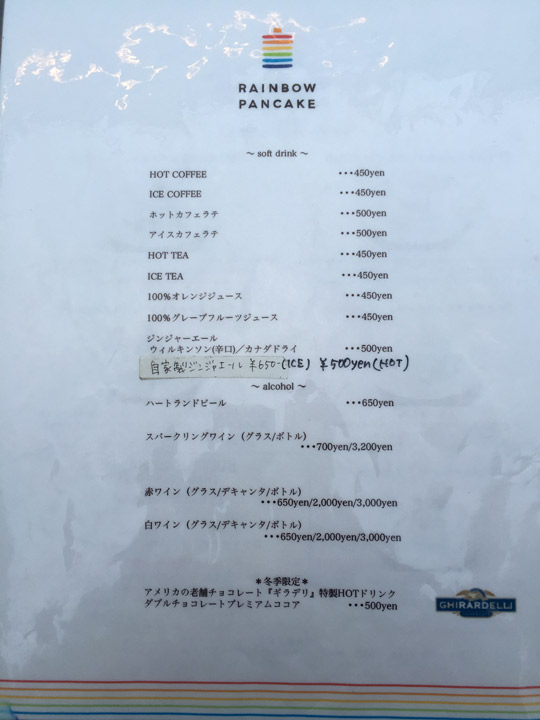 RAINBOW
PANCAKE
～ soft drink ～
HOT COFFEE ・・・450yen
ICE COFFEE ・・・450yen
ホットカフェラテ ・・・500yen
アイスカフェラテ ・・・500yen
HOT TEA ・・・450yen
ICE TEA ・・・450yen
100%オレンジジュース ・・・450yen
100%グレープフルーツジュース ・・・450yen
ジンジャーエール
ウィルキンソン(辛口)／カナダドライ ・・・500yen
自家製ジンジャエール ¥650-(ICE) ¥500yen(HOT)
～ alcohol ～
ハートランドビール ・・・650yen
スパークリングワイン（グラス/ボトル）
・・・700yen/3,200yen
赤ワイン（グラス/デキャンタ/ボトル）
・・・650yen/2,000yen/3,000yen
白ワイン（グラス/デキャンタ/ボトル）
・・・650yen/2,000yen/3,000yen
＊冬季限定＊
アメリカの老舗チョコレート『ギラデリ』特製HOTドリンク
ダブルチョコレートプレミアムココア ・・・500yen
GHIRARDELLI